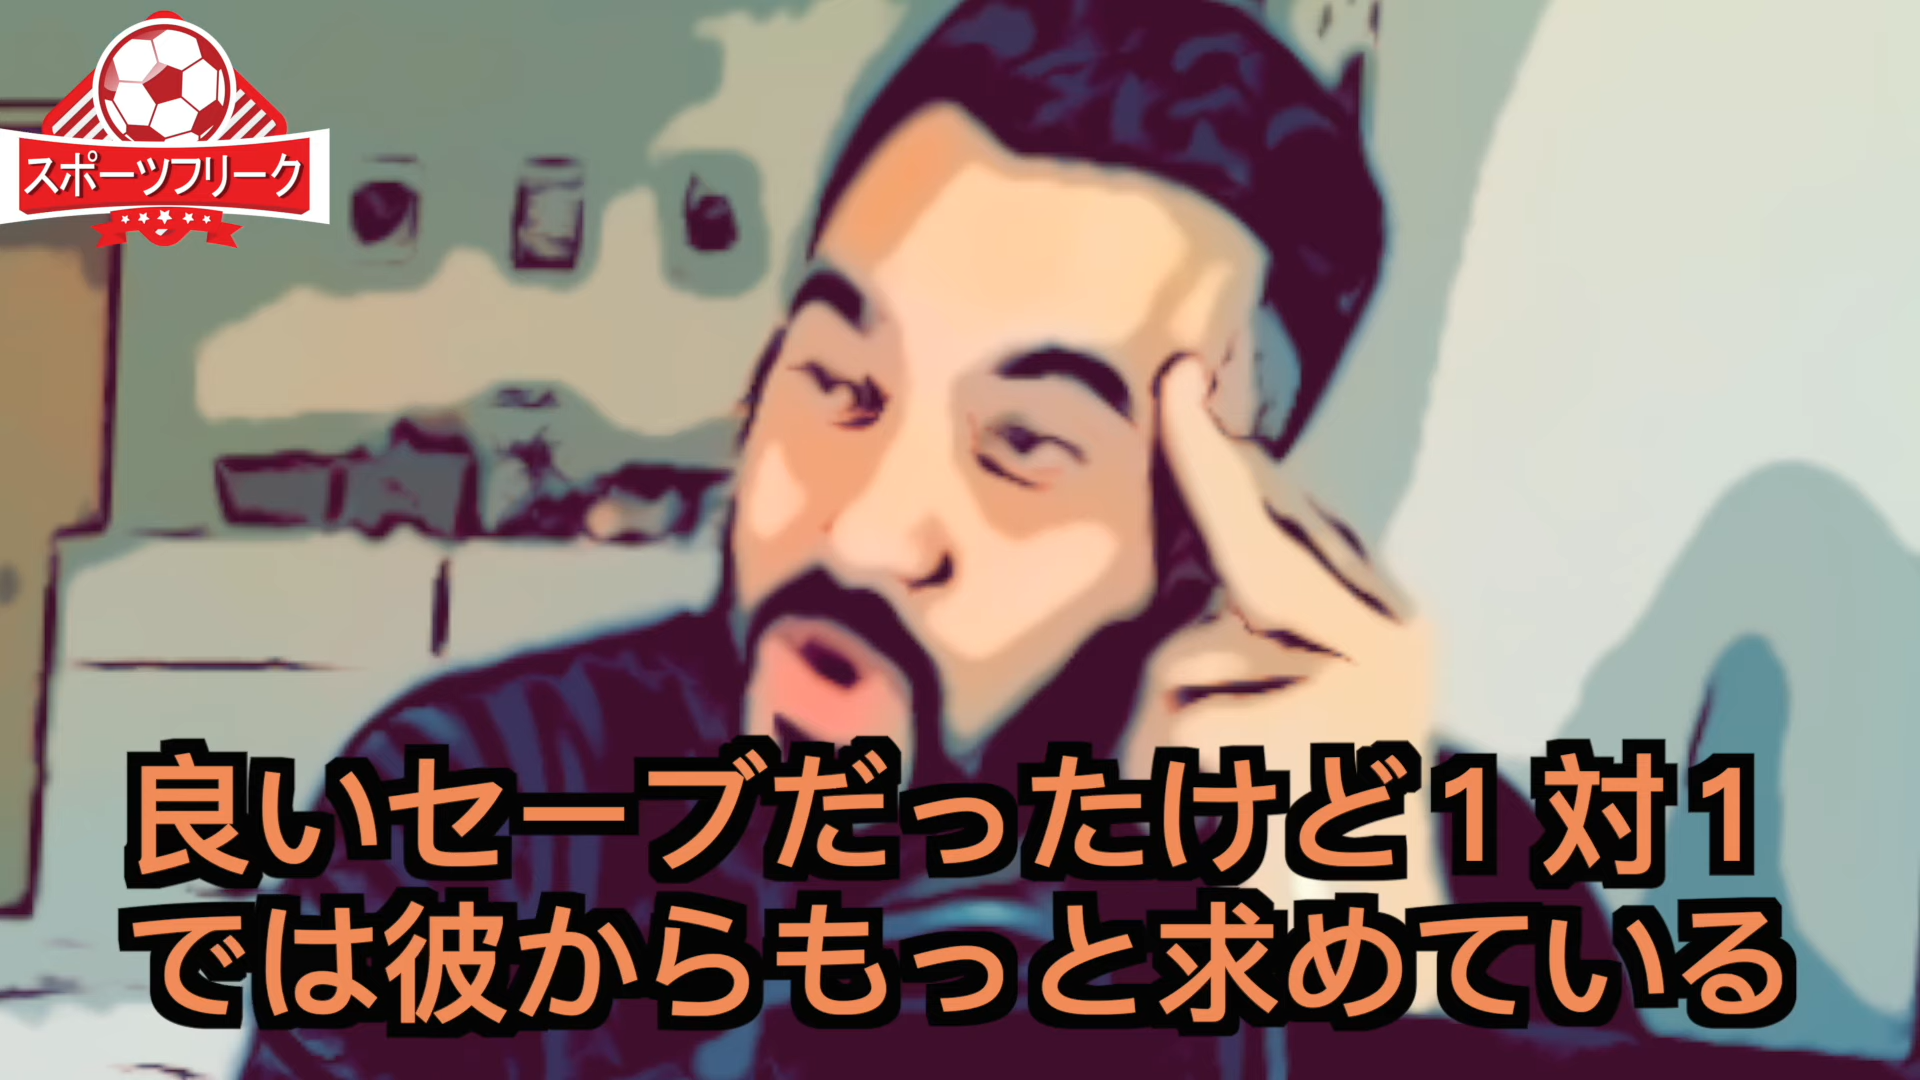 スポーツフリーク
良いセーブだったけど１対１
では彼からもっと求めている